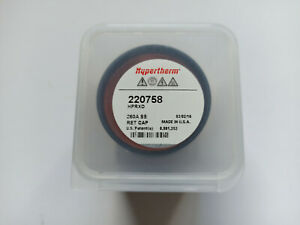 Hypertherm
220758
HPRXD
260A SS
RET CAP
MADE IN U.S.A.
U.S. Patent(s)